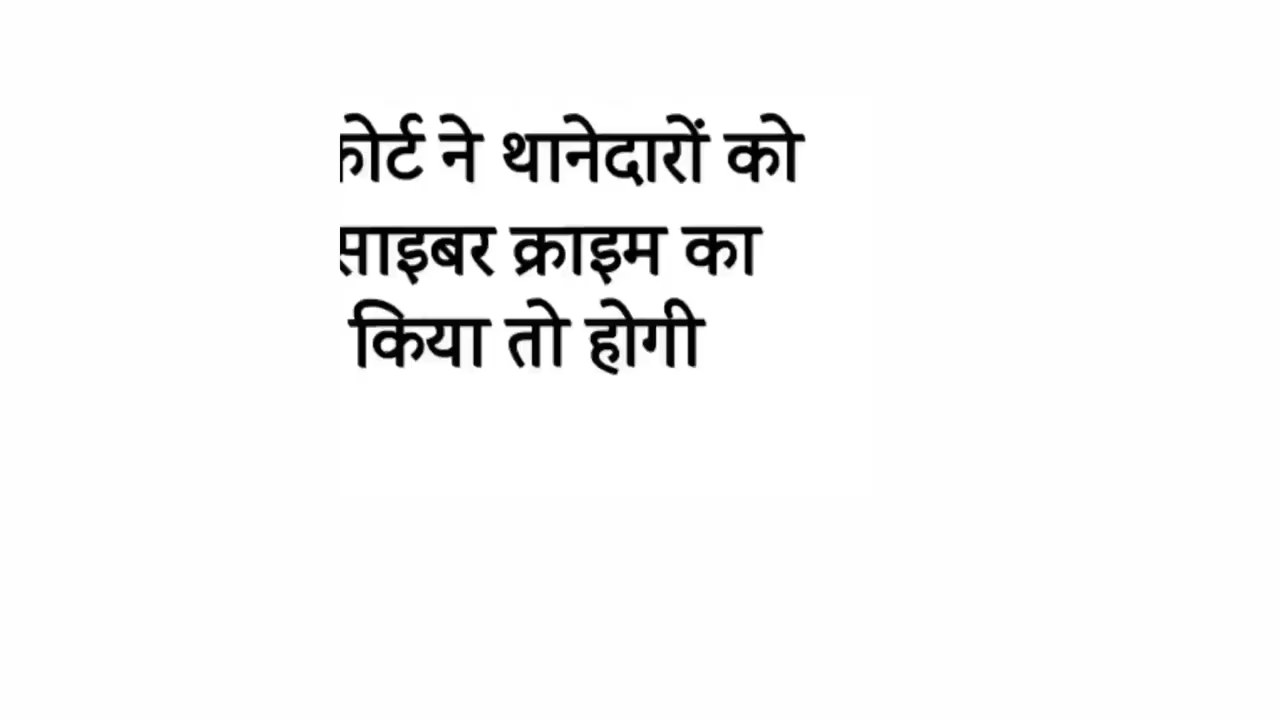 कोर्ट ने थानेदारों को
साइबर क्राइम का
किया तो होगी